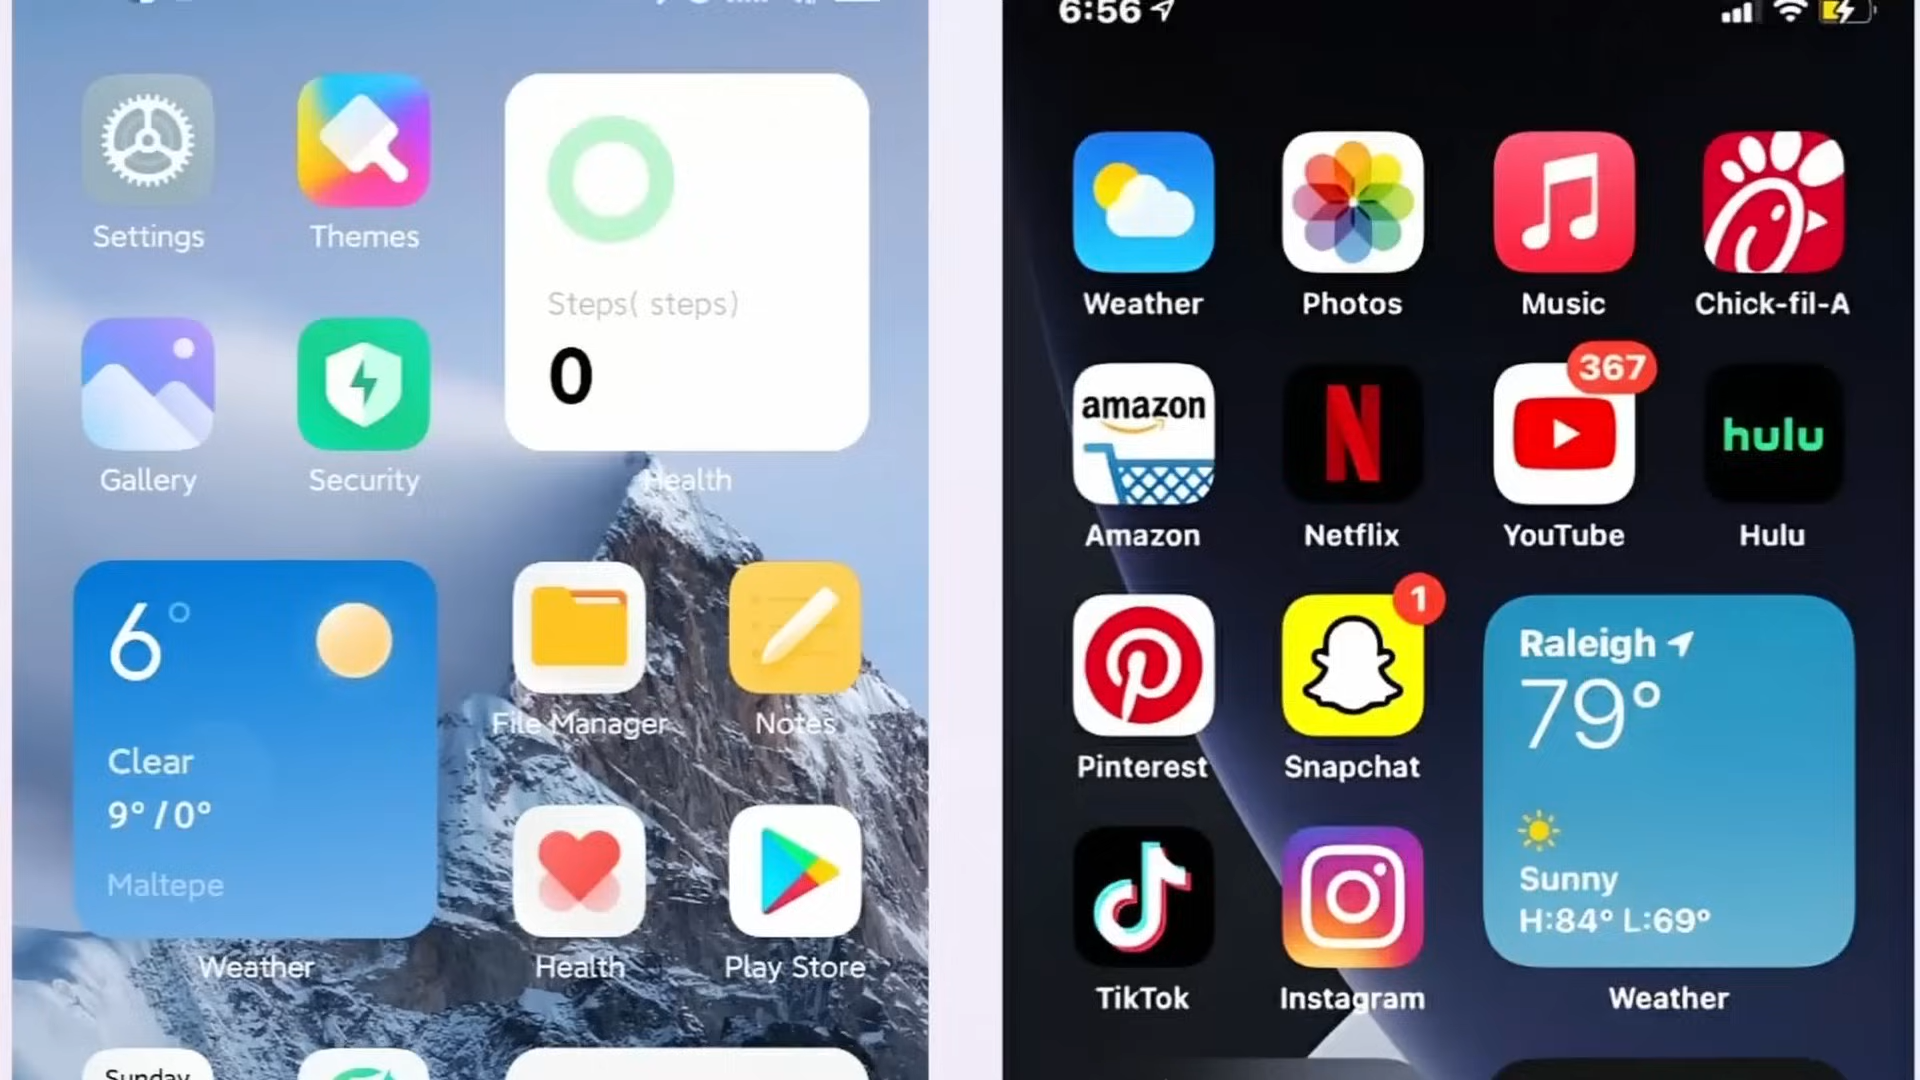 Settings
Themes
Steps( steps)
0
Gallery
Security
Health
6°
Clear
9° / 0°
Maltepe
Weather
File Manager
Notes
Health
Play Store
Sunday
6:56
Weather
Photos
Music
Chick-fil-A
amazon
Amazon
N
Netflix
367
YouTube
hulu
Hulu
Pinterest
1
Snapchat
Raleigh
79°
Sunny
H:84° L:69°
Weather
TikTok
Instagram